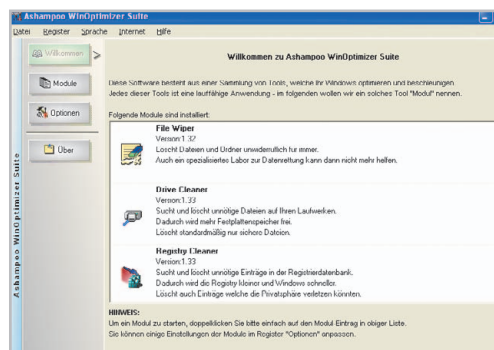 Ashampoo WinOptimizer Suite
Datei Register Sprache Internet Hilfe
Willkommen >
Module
Optionen
Über
Ashampoo WinOptimizer Suite
Willkommen zu Ashampoo WinOptimizer Suite
Diese Software besteht aus einer Sammlung von Tools, welche Ihr Windows optimieren und beschleunigen.
Jedes dieser Tools ist eine lauffähige Anwendung - im folgenden wollen wir ein solches Tool "Modul" nennen.
Folgende Module sind installiert:
File Wiper
Version:1.32
Löscht Dateien und Ordner unwiderruflich für immer.
Auch ein spezialisiertes Labor zur Datenrettung kann dann nicht mehr helfen.
Drive Cleaner
Version:1.33
Sucht und löscht unnötige Dateien auf Ihren Laufwerken.
Dadurch wird mehr Festplattenspeicher frei.
Löscht standardmäßig nur sichere Dateien.
Registry Cleaner
Version:1.33
Sucht und löscht unnötige Einträge in der Registrierdatenbank.
Dadurch wird die Registry kleiner und Windows schneller.
Löscht auch Einträge welche die Privatsphäre verletzen könnten.
HINWEIS:
Um ein Modul zu starten, doppelklicken Sie bitte einfach auf den Modul-Eintrag in obiger Liste.
Sie können einige Einstellungen der Module im Register "Optionen" anpassen.